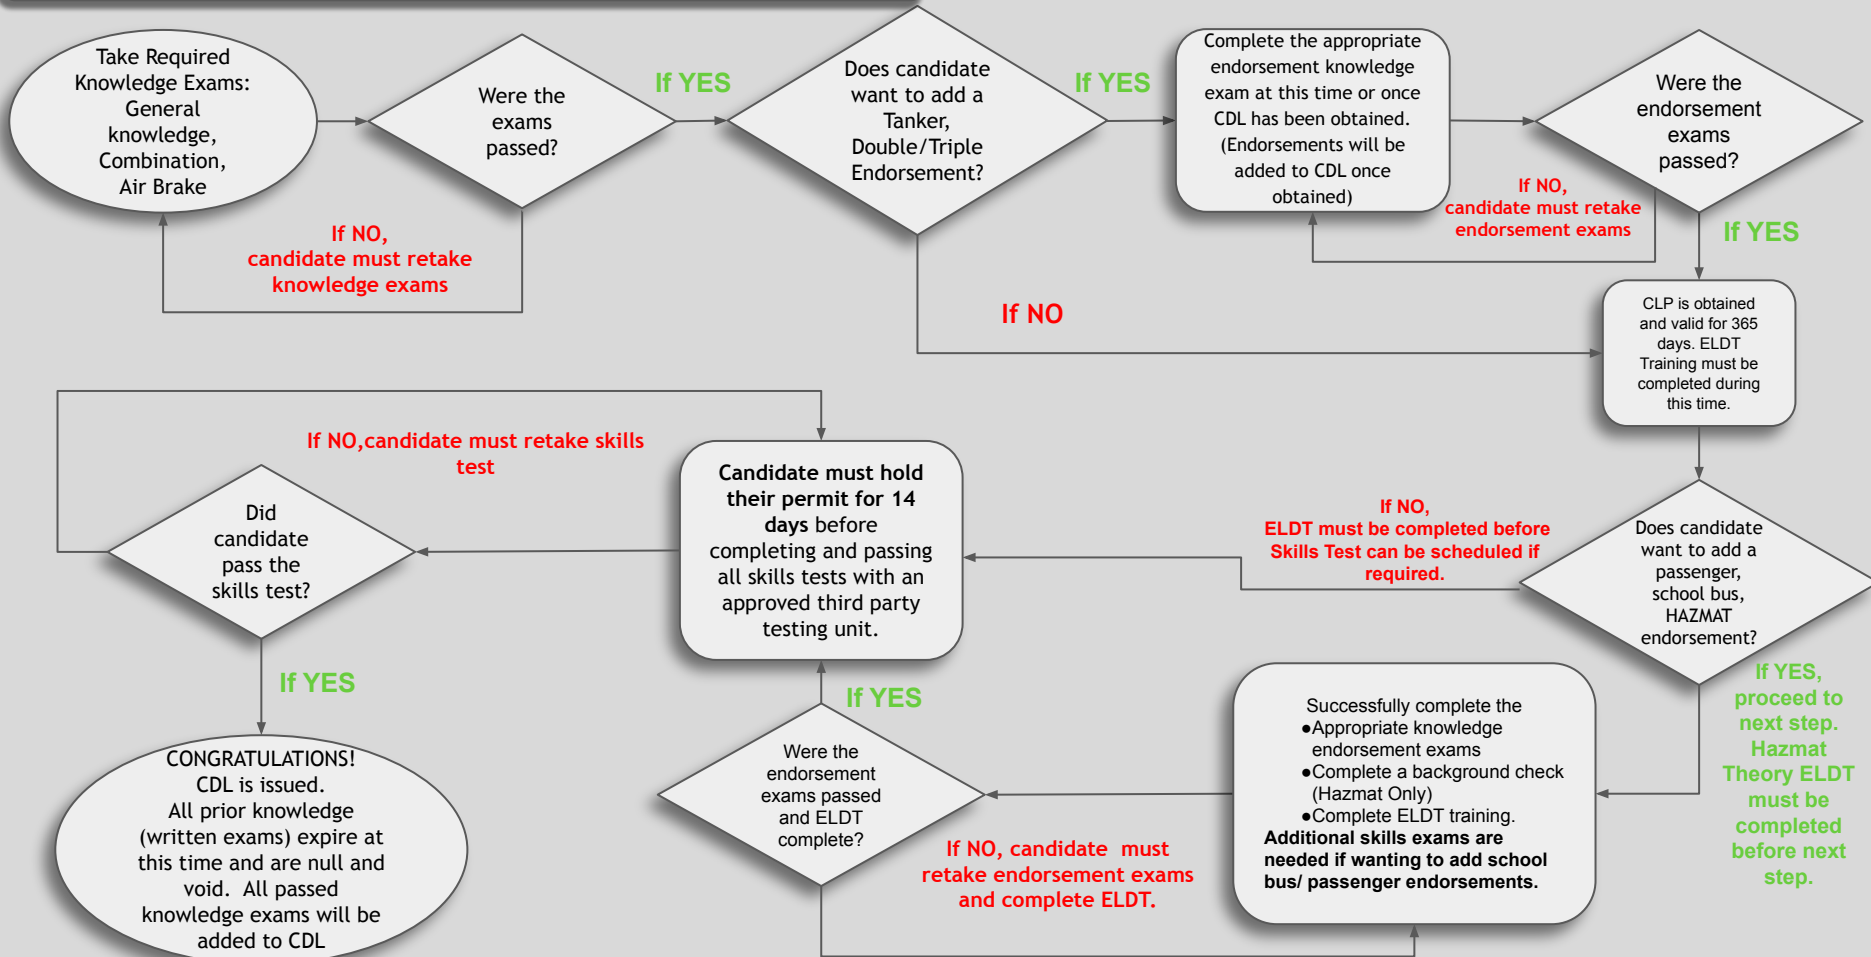 Take Required
Knowledge Exams:
General
knowledge,
Combination,
Air Brake
Were the
exams
passed?
If YES
If NO,
candidate must retake
knowledge exams
Does candidate
want to add a
Tanker,
Double/Triple
Endorsement?
If YES
If NO
Complete the appropriate
endorsement knowledge
exam at this time or once
CDL has been obtained.
(Endorsements will be
added to CDL once
obtained)
Were the
endorsement
exams
passed?
If NO,
candidate must retake
endorsement exams
If YES
CLP is obtained
and valid for 365
days. ELDT
Training must be
completed during
this time.
Does candidate
want to add a
passenger,
school bus,
HAZMAT
endorsement?
If NO,
ELDT must be completed before
Skills Test can be scheduled if
required.
If YES,
proceed to
next step.
Hazmat
Theory ELDT
must be
completed
before next
step.
Successfully complete the
●Appropriate knowledge
endorsement exams
●Complete a background check
(Hazmat Only)
●Complete ELDT training.
Additional skills exams are
needed if wanting to add school
bus/ passenger endorsements.
Were the
endorsement
exams passed
and ELDT
complete?
If NO, candidate must
retake endorsement exams
and complete ELDT.
If YES
Candidate must hold
their permit for 14
days before
completing and passing
all skills tests with an
approved third party
testing unit.
Did
candidate
pass the
skills test?
If NO,candidate must retake skills
test
If YES
CONGRATULATIONS!
CDL is issued.
All prior knowledge
(written exams) expire at
this time and are null and
void. All passed
knowledge exams will be
added to CDL